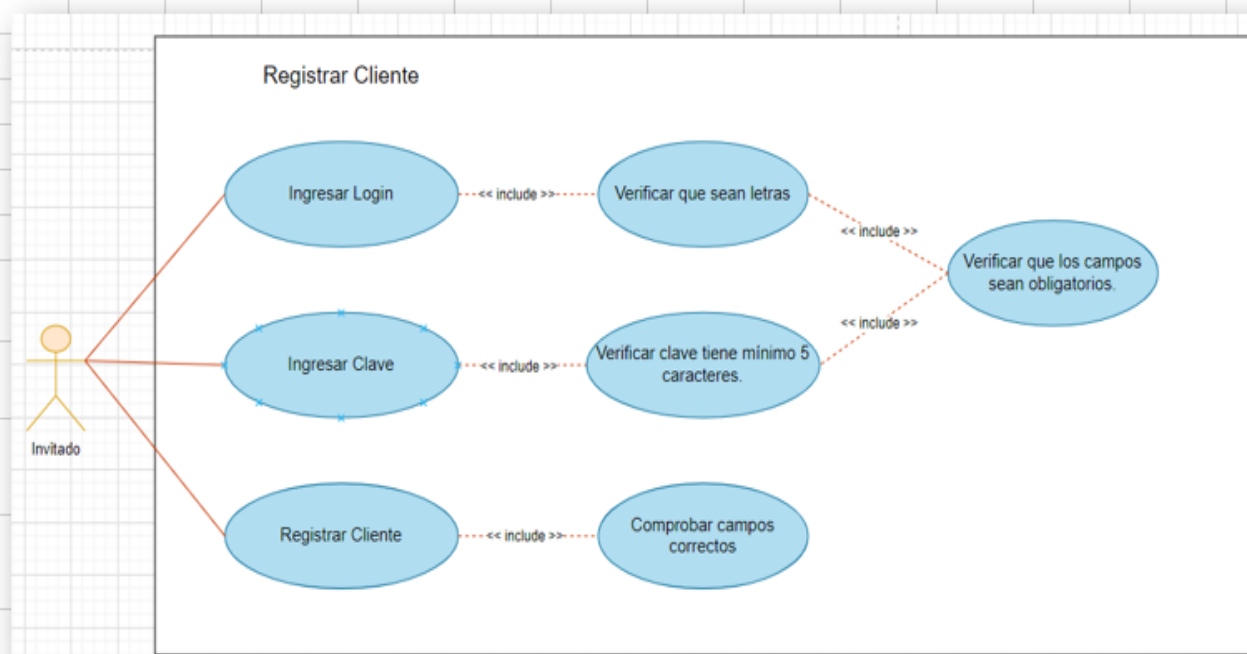 Registrar Cliente
Ingresar Login
<< include >>
Verificar que sean letras
<< include >>
Verificar que los campos
sean obligatorios.
<< include >>
Ingresar Clave
<< include >>
Verificar clave tiene mínimo 5
caracteres.
Invitado
Registrar Cliente
<< include >>
Comprobar campos
correctos